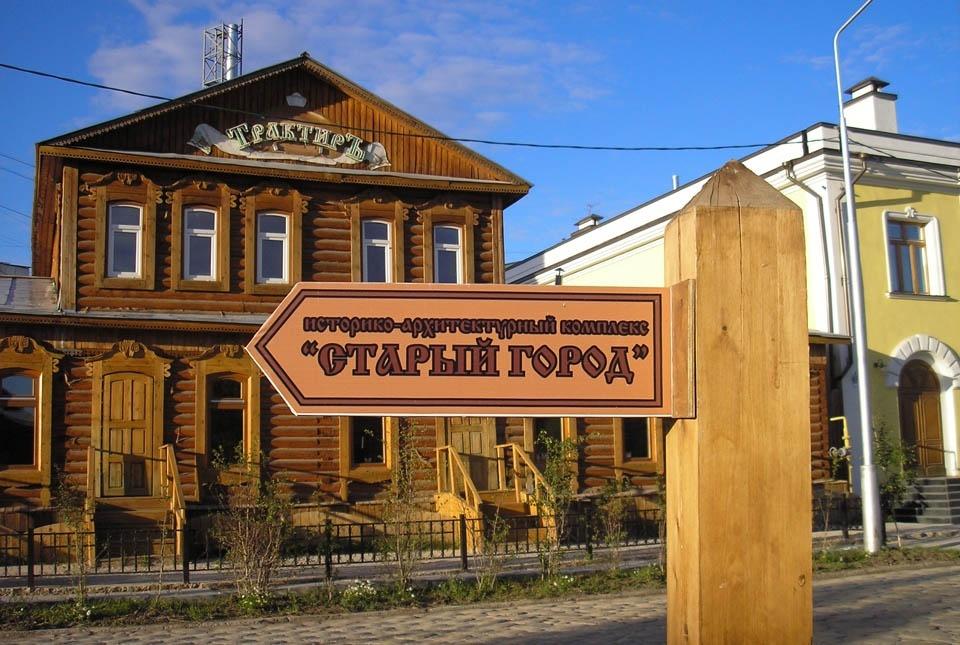 Трактиръ
ИСТОРИКО-АРХИТЕКТУРНЫЙ КОМПЛЕКС
“СТАРЫЙ ГОРОД”